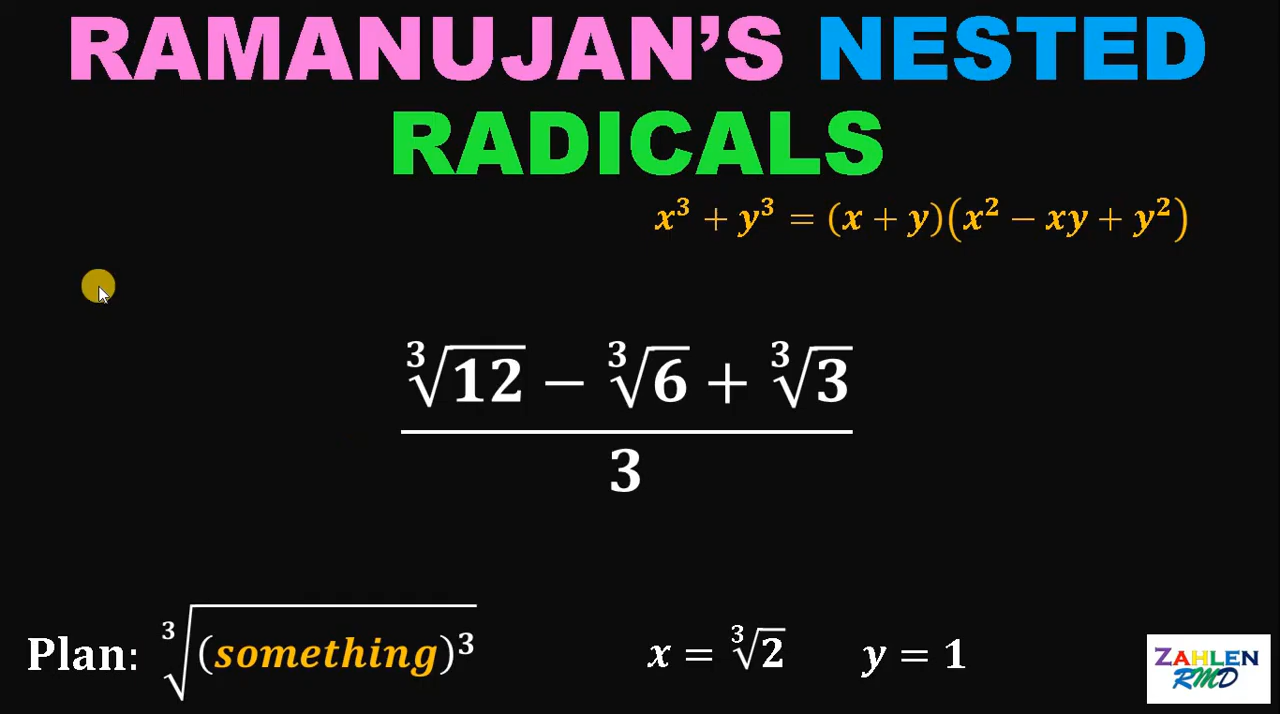 RAMANUJAN’S NESTED
RADICALS
x³ + y³ = (x + y)(x² − xy + y²)
∛12 − ∛6 + ∛3
3
Plan: ∛(something)³ x = ∛2 y = 1
ZAHLEN
RMD